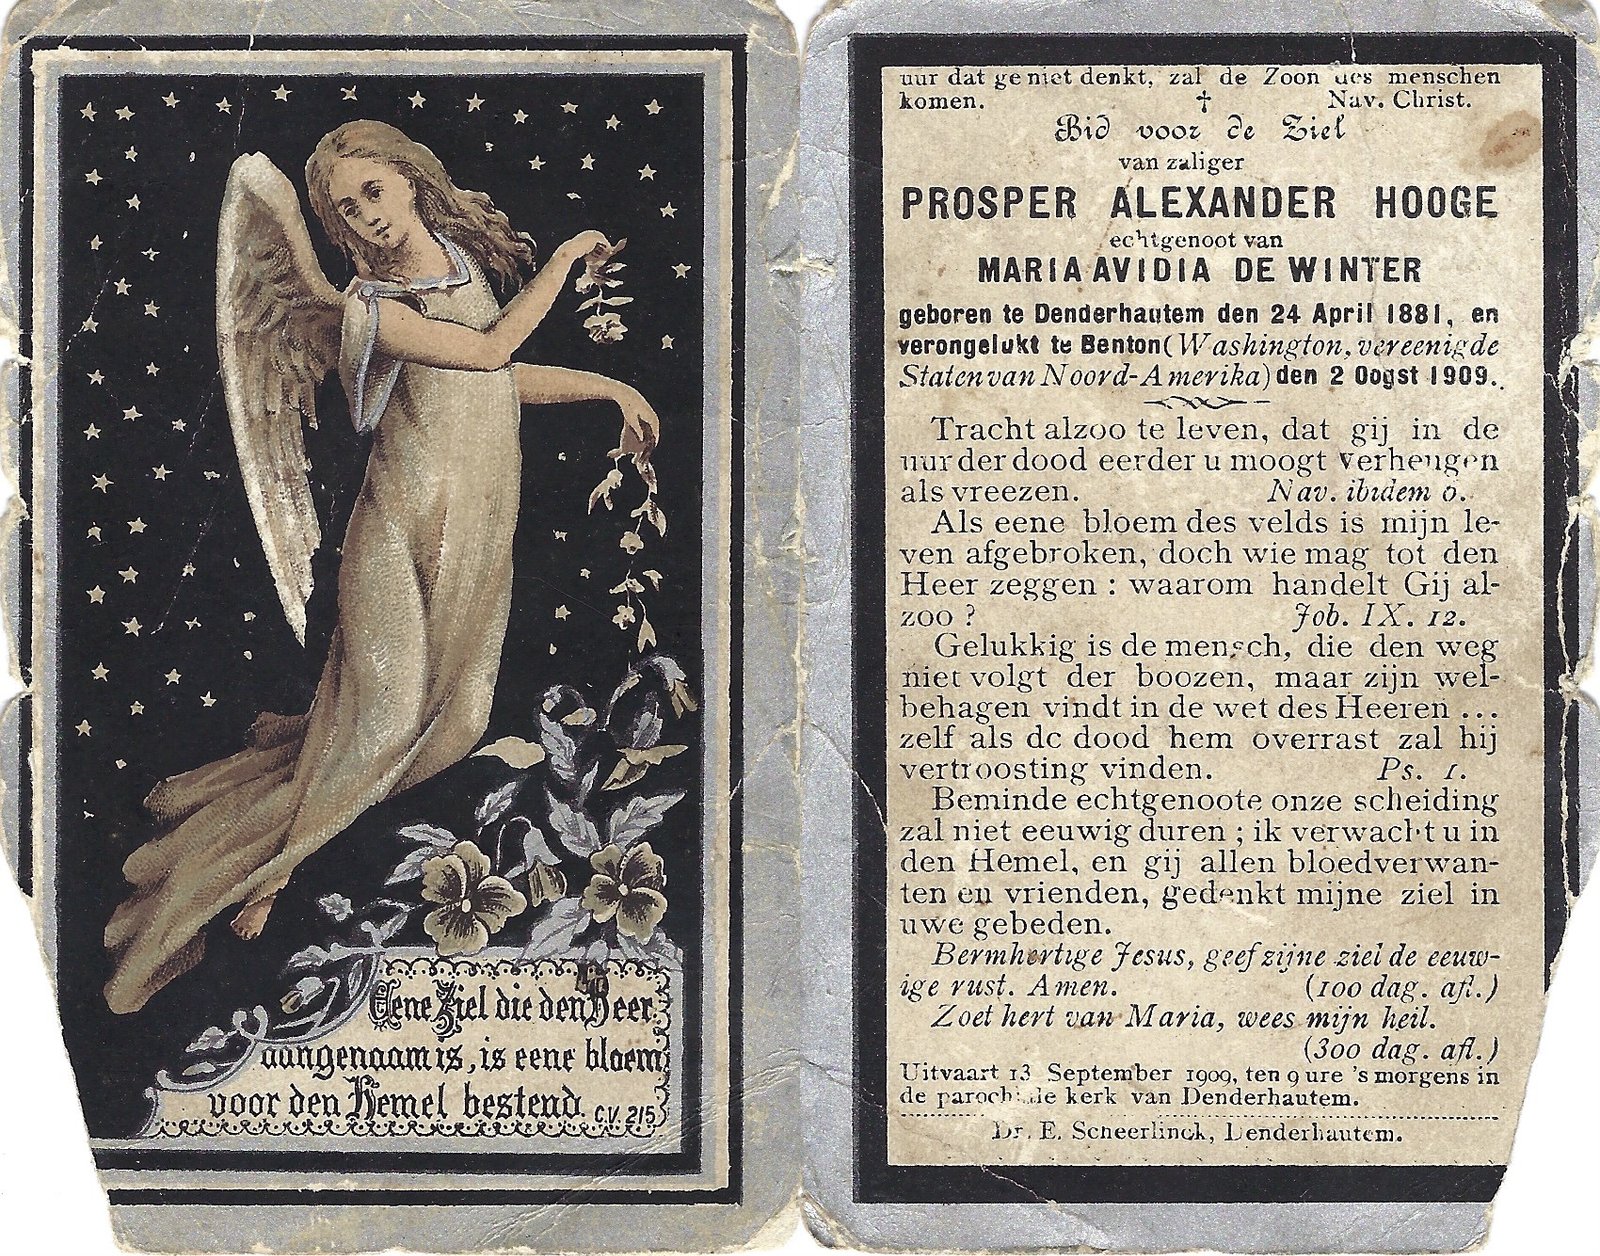 Eene Ziel die den Heer
aangenaam is, is eene bloem
voor den Hemel bestend.
C.V. 215
uur dat ge niet denkt, zal de Zoon des menschen
komen. † Nav. Christ.
Bid voor de Ziel
van zaliger
PROSPER ALEXANDER HOOGE
echtgenoot van
MARIA AVIDIA DE WINTER
geboren te Denderhautem den 24 April 1881, en
verongelukt te Benton (Washington, vereenigde
Staten van Noord-Amerika) den 2 Oogst 1909.
Tracht alzoo te leven, dat gij in de
uur der dood eerder u moogt verheugen
als vreezen. Nav. ibidem 6.
Als eene bloem des velds is mijn le-
ven afgebroken, doch wie mag tot den
Heer zeggen : waarom handelt Gij al-
zoo ? Job. IX. 12.
Gelukkig is de mensch, die den weg
niet volgt der boozen, maar zijn wel-
behagen vindt in de wet des Heeren ...
zelf als de dood hem overrast zal hij
vertroosting vinden. Ps. 1.
Beminde echtgenoote onze scheiding
zal niet eeuwig duren ; ik verwacht u in
den Hemel, en gij allen bloedverwan-
ten en vrienden, gedenkt mijne ziel in
uwe gebeden.
Bermhertige Jesus, geef zijne ziel de eeuw-
ige rust. Amen. (100 dag. afl.)
Zoet hert van Maria, wees mijn heil.
(300 dag. afl.)
Uitvaart 13 September 1909, ten 9 ure 's morgens in
de parochiale kerk van Denderhautem.
Dr. E. Scheerlinck, Denderhautem.